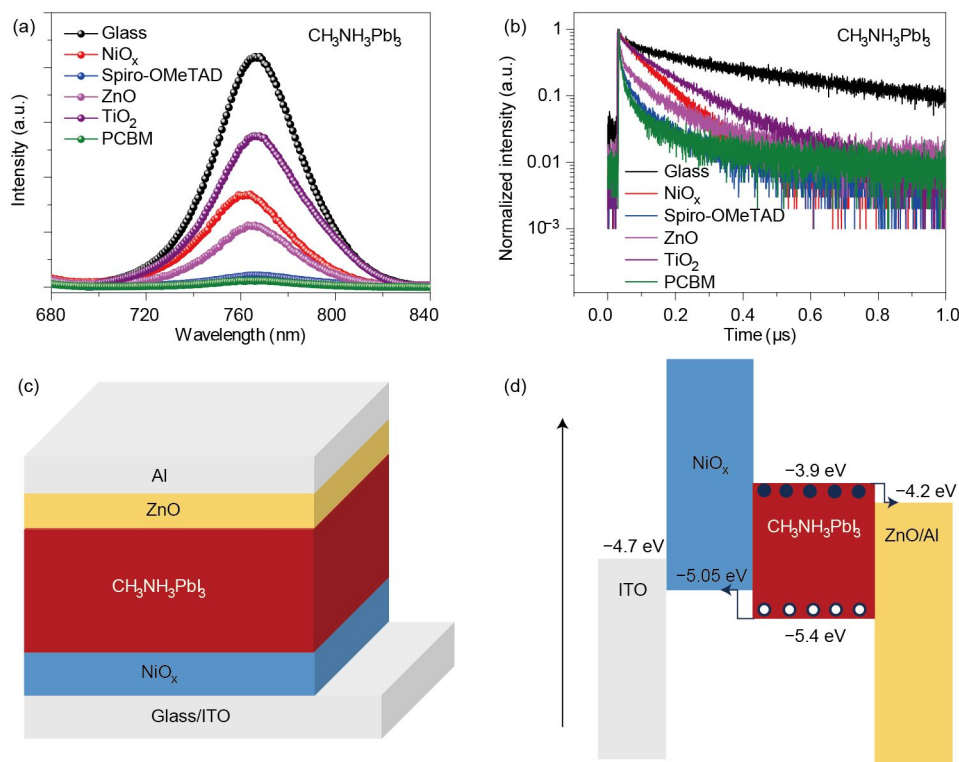 (a)
CH₃NH₃PbI₃
Glass
NiOₓ
Spiro-OMeTAD
ZnO
TiO₂
PCBM
Intensity (a.u.)
680 720 760 800 840
Wavelength (nm)
(b)
CH₃NH₃PbI₃
1
0.1
0.01
10⁻³
Normalized intensity (a.u.)
Glass
NiOₓ
Spiro-OMeTAD
ZnO
TiO₂
PCBM
0.0 0.2 0.4 0.6 0.8 1.0
Time (µs)
(c)
Al
ZnO
CH₃NH₃PbI₃
NiOₓ
Glass/ITO
(d)
NiOₓ
−3.9 eV
−4.2 eV
CH₃NH₃PbI₃
ZnO/Al
−4.7 eV
−5.05 eV
ITO
−5.4 eV